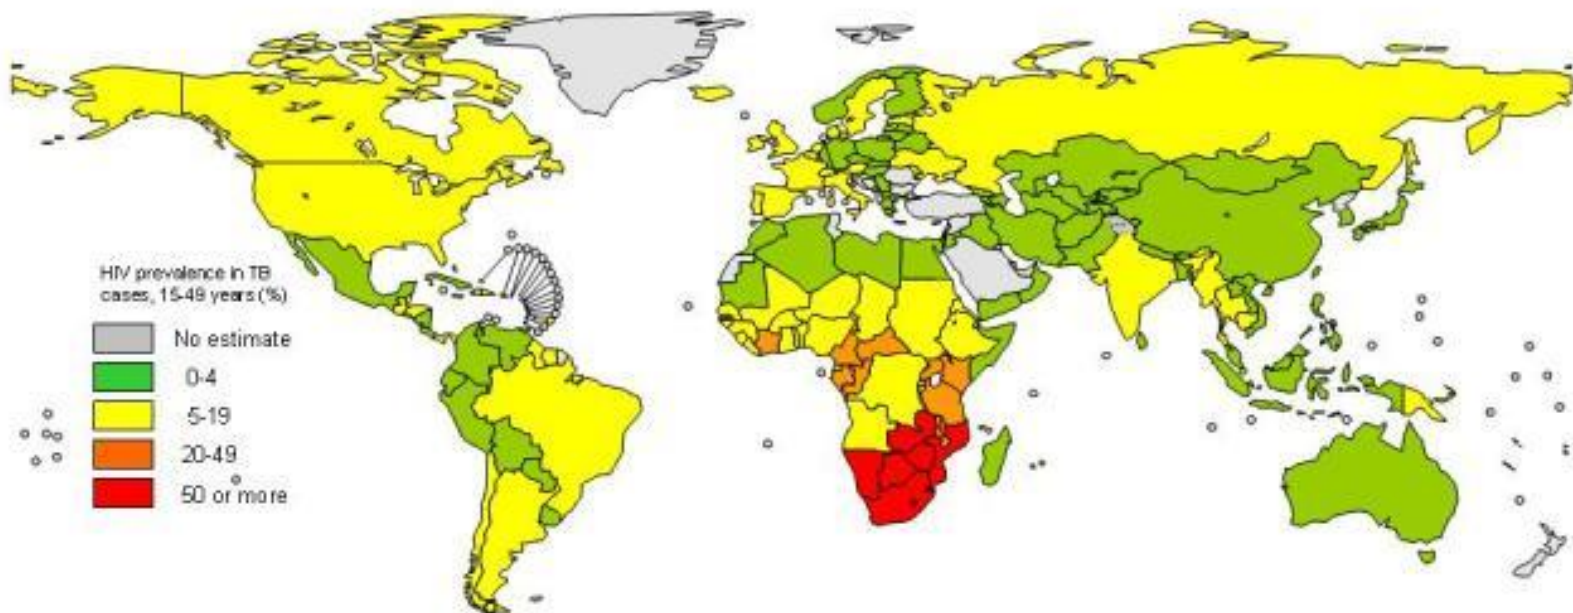 HIV prevalence in TB
cases, 15-49 years (%)
No estimate
0-4
5-19
20-49
50 or more